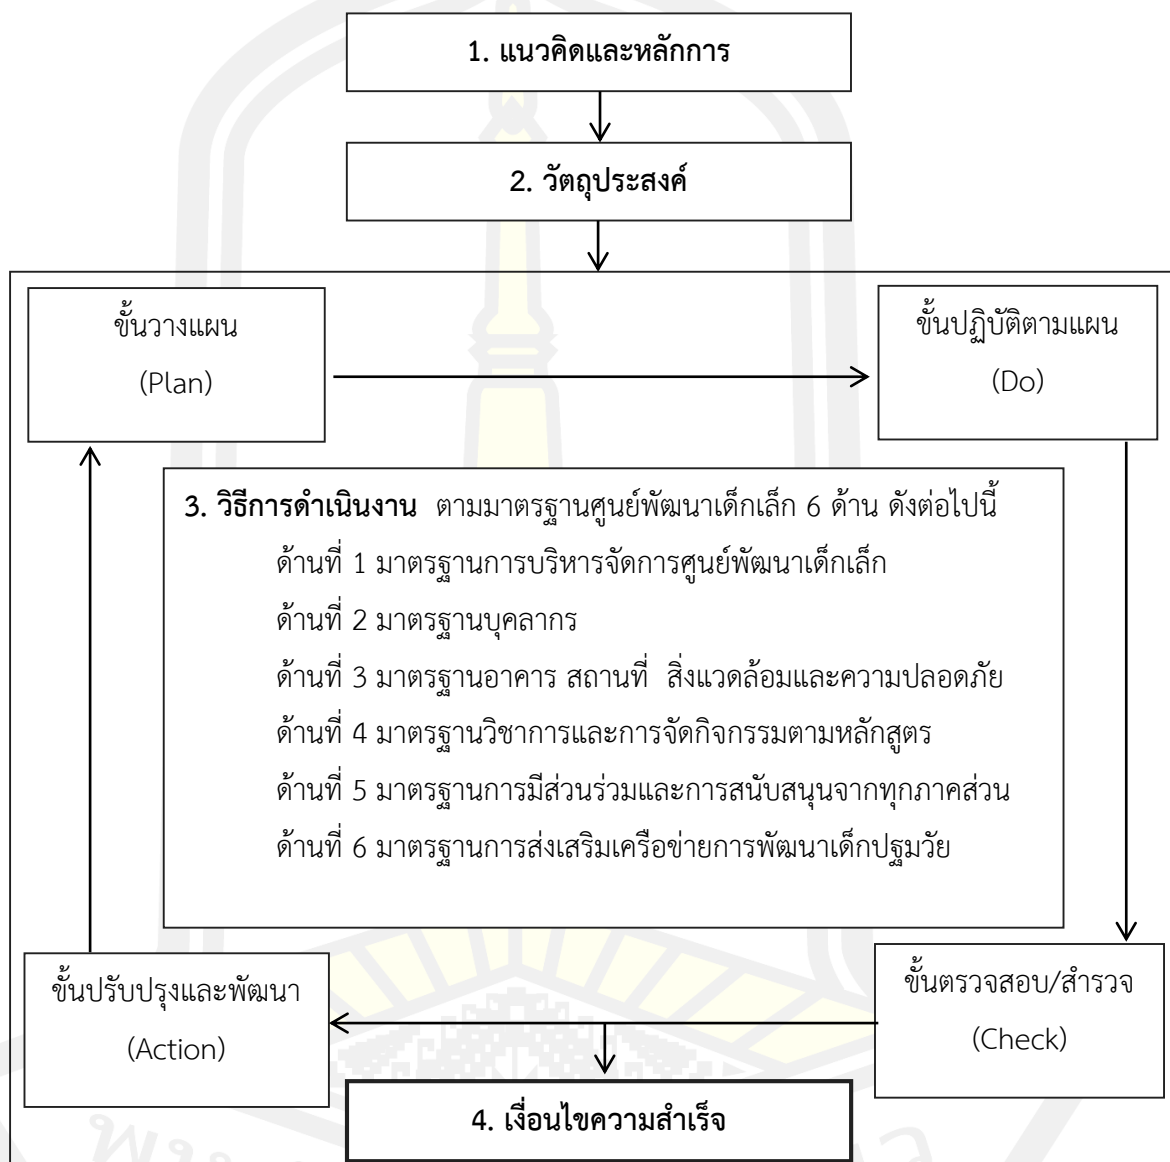 1. แนวคิดและหลักการ
2. วัตถุประสงค์
ขั้นวางแผน
(Plan)
ขั้นปฏิบัติตามแผน
(Do)
3. วิธีการดำเนินงาน ตามมาตรฐานศูนย์พัฒนาเด็กเล็ก 6 ด้าน ดังต่อไปนี้
ด้านที่ 1 มาตรฐานการบริหารจัดการศูนย์พัฒนาเด็กเล็ก
ด้านที่ 2 มาตรฐานบุคลากร
ด้านที่ 3 มาตรฐานอาคาร สถานที่ สิ่งแวดล้อมและความปลอดภัย
ด้านที่ 4 มาตรฐานวิชาการและการจัดกิจกรรมตามหลักสูตร
ด้านที่ 5 มาตรฐานการมีส่วนร่วมและการสนับสนุนจากทุกภาคส่วน
ด้านที่ 6 มาตรฐานการส่งเสริมเครือข่ายการพัฒนาเด็กปฐมวัย
ขั้นปรับปรุงและพัฒนา
(Action)
ขั้นตรวจสอบ/สำรวจ
(Check)
4. เงื่อนไขความสำเร็จ